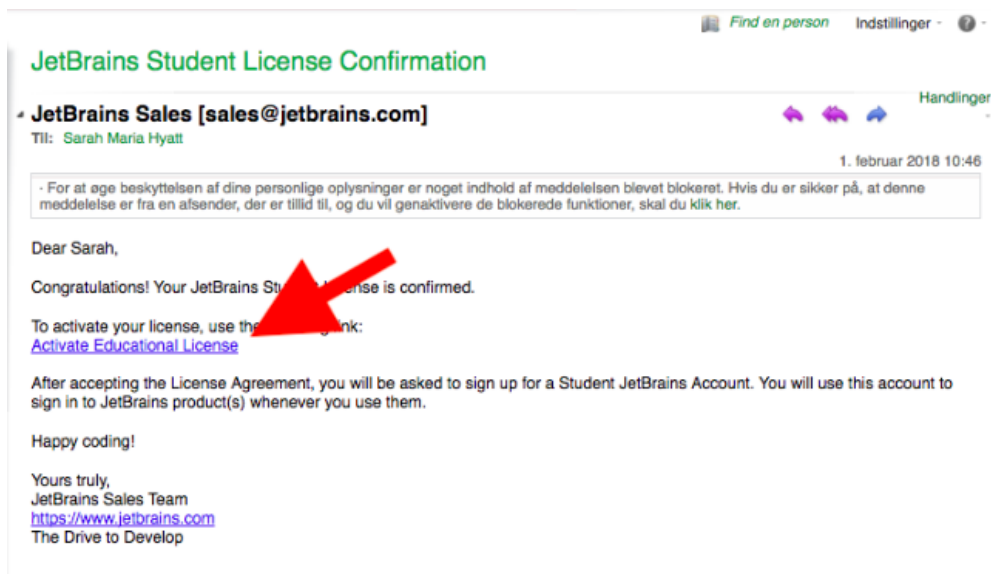 Find en person Indstillinger
JetBrains Student License Confirmation
Handlinger
JetBrains Sales [sales@jetbrains.com]
Til: Sarah Maria Hyatt
1. februar 2018 10:46
· For at øge beskyttelsen af dine personlige oplysninger er noget indhold af meddelelsen blevet blokeret. Hvis du er sikker på, at denne
meddelelse er fra en afsender, der er tillid til, og du vil genaktivere de blokerede funktioner, skal du klik her.
Dear Sarah,
Congratulations! Your JetBrains is confirmed.
To activate your license, use
Activate Educational License
After accepting the License Agreement, you will be asked to sign up for a Student JetBrains Account. You will use this account to
sign in to JetBrains product(s) whenever you use them.
Happy coding!
Yours truly,
JetBrains Sales Team
https://www.jetbrains.com
The Drive to Develop